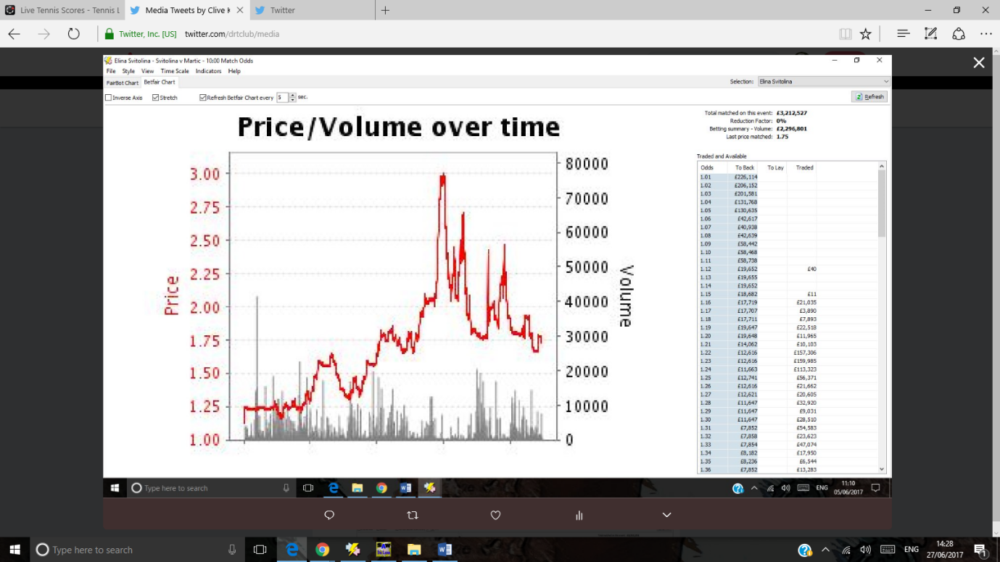 Live Tennis Scores - Tennis L
Media Tweets by Clive K
Twitter
Twitter, Inc. [US] twitter.com/drtclub/media
Elina Svitolina - Svitolina v Martic - 10:00 Match Odds
File Style View Time Scale Indicators Help
FairBot Chart Betfair Chart
Selection: Elina Svitolina
Inverse Axis Stretch Refresh Betfair Chart every 5 sec.
Refresh
Price/Volume over time
Price
3.00
2.75
2.50
2.25
2.00
1.75
1.50
1.25
1.00
80000
70000
60000
50000
40000
30000
20000
10000
0
Volume
Total matched on this event: £3,212,527
Reduction Factor: 0%
Betting summary - Volume: £2,296,801
Last price matched: 1.75
Traded and Available
Odds To Back To Lay Traded
1.01 £226,114
1.02 £206,152
1.03 £201,581
1.04 £131,768
1.05 £130,635
1.06 £42,617
1.07 £40,938
1.08 £42,639
1.09 £58,442
1.10 £58,468
1.11 £58,738
1.12 £19,652 £40
1.13 £19,655
1.14 £19,652
1.15 £18,682 £11
1.16 £17,719 £21,035
1.17 £17,707 £3,890
1.18 £17,711 £7,893
1.19 £19,647 £22,518
1.20 £19,648 £11,965
1.21 £14,062 £10,103
1.22 £12,616 £157,306
1.23 £12,616 £159,985
1.24 £11,663 £113,323
1.25 £12,741 £56,371
1.26 £12,616 £21,662
1.27 £12,621 £20,605
1.28 £11,647 £32,920
1.29 £11,647 £9,031
1.30 £11,647 £28,510
1.31 £7,852 £54,583
1.32 £7,858 £23,623
1.33 £7,854 £47,074
1.34 £8,182 £17,950
1.35 £8,236 £6,544
1.36 £7,852 £13,283
Type here to search
ENG
11:10
05/06/2017
Type here to search
ENG
14:28
27/06/2017
1